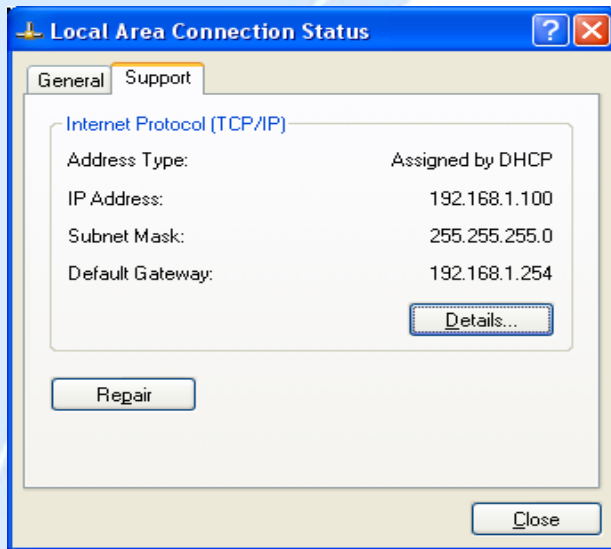 Local Area Connection Status
General Support
Internet Protocol (TCP/IP)
Address Type: Assigned by DHCP
IP Address: 192.168.1.100
Subnet Mask: 255.255.255.0
Default Gateway: 192.168.1.254
Details...
Repair
Close